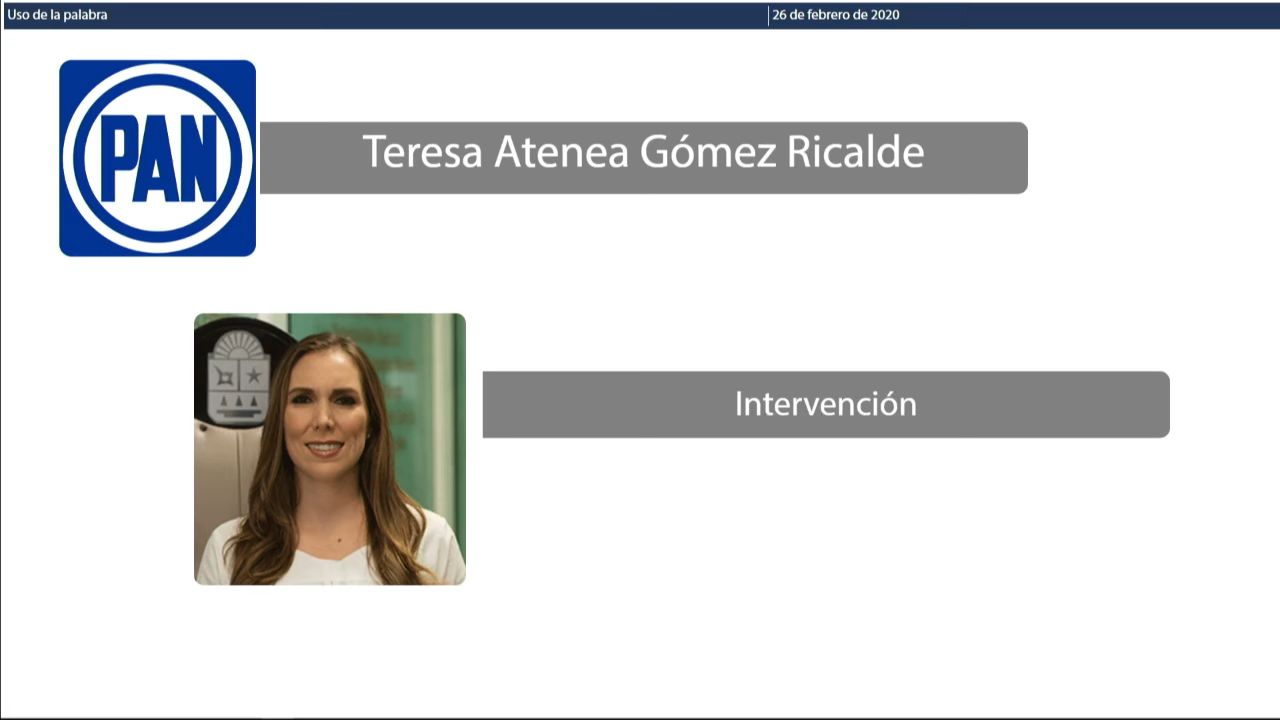 Uso de la palabra
26 de febrero de 2020
PAN
Teresa Atenea Gómez Ricalde
Intervención